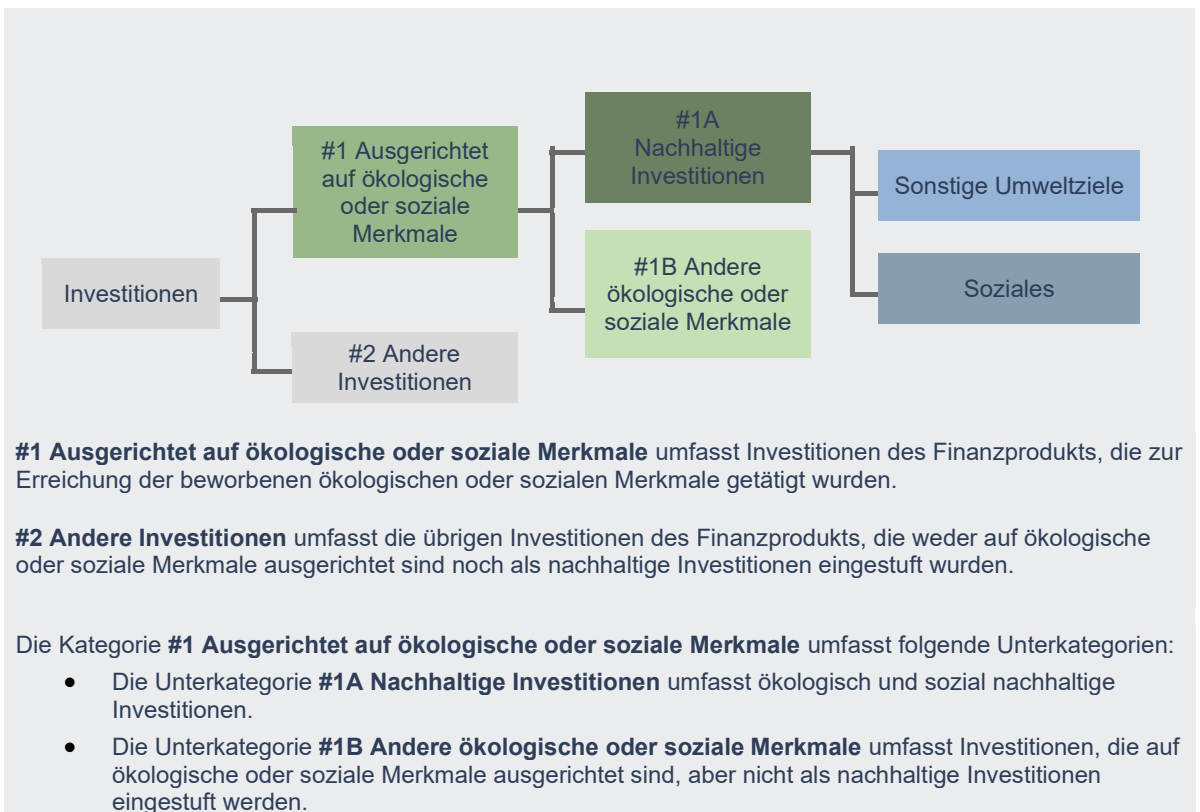 #1 Ausgerichtet
auf ökologische
oder soziale
Merkmale
#1A
Nachhaltige
Investitionen
Sonstige Umweltziele
Investitionen
#1B Andere
ökologische oder
soziale Merkmale
Soziales
#2 Andere
Investitionen
#1 Ausgerichtet auf ökologische oder soziale Merkmale umfasst Investitionen des Finanzprodukts, die zur
Erreichung der beworbenen ökologischen oder sozialen Merkmale getätigt wurden.
#2 Andere Investitionen umfasst die übrigen Investitionen des Finanzprodukts, die weder auf ökologische
oder soziale Merkmale ausgerichtet sind noch als nachhaltige Investitionen eingestuft wurden.
Die Kategorie #1 Ausgerichtet auf ökologische oder soziale Merkmale umfasst folgende Unterkategorien:
• Die Unterkategorie #1A Nachhaltige Investitionen umfasst ökologisch und sozial nachhaltige
Investitionen.
• Die Unterkategorie #1B Andere ökologische oder soziale Merkmale umfasst Investitionen, die auf
ökologische oder soziale Merkmale ausgerichtet sind, aber nicht als nachhaltige Investitionen
eingestuft werden.